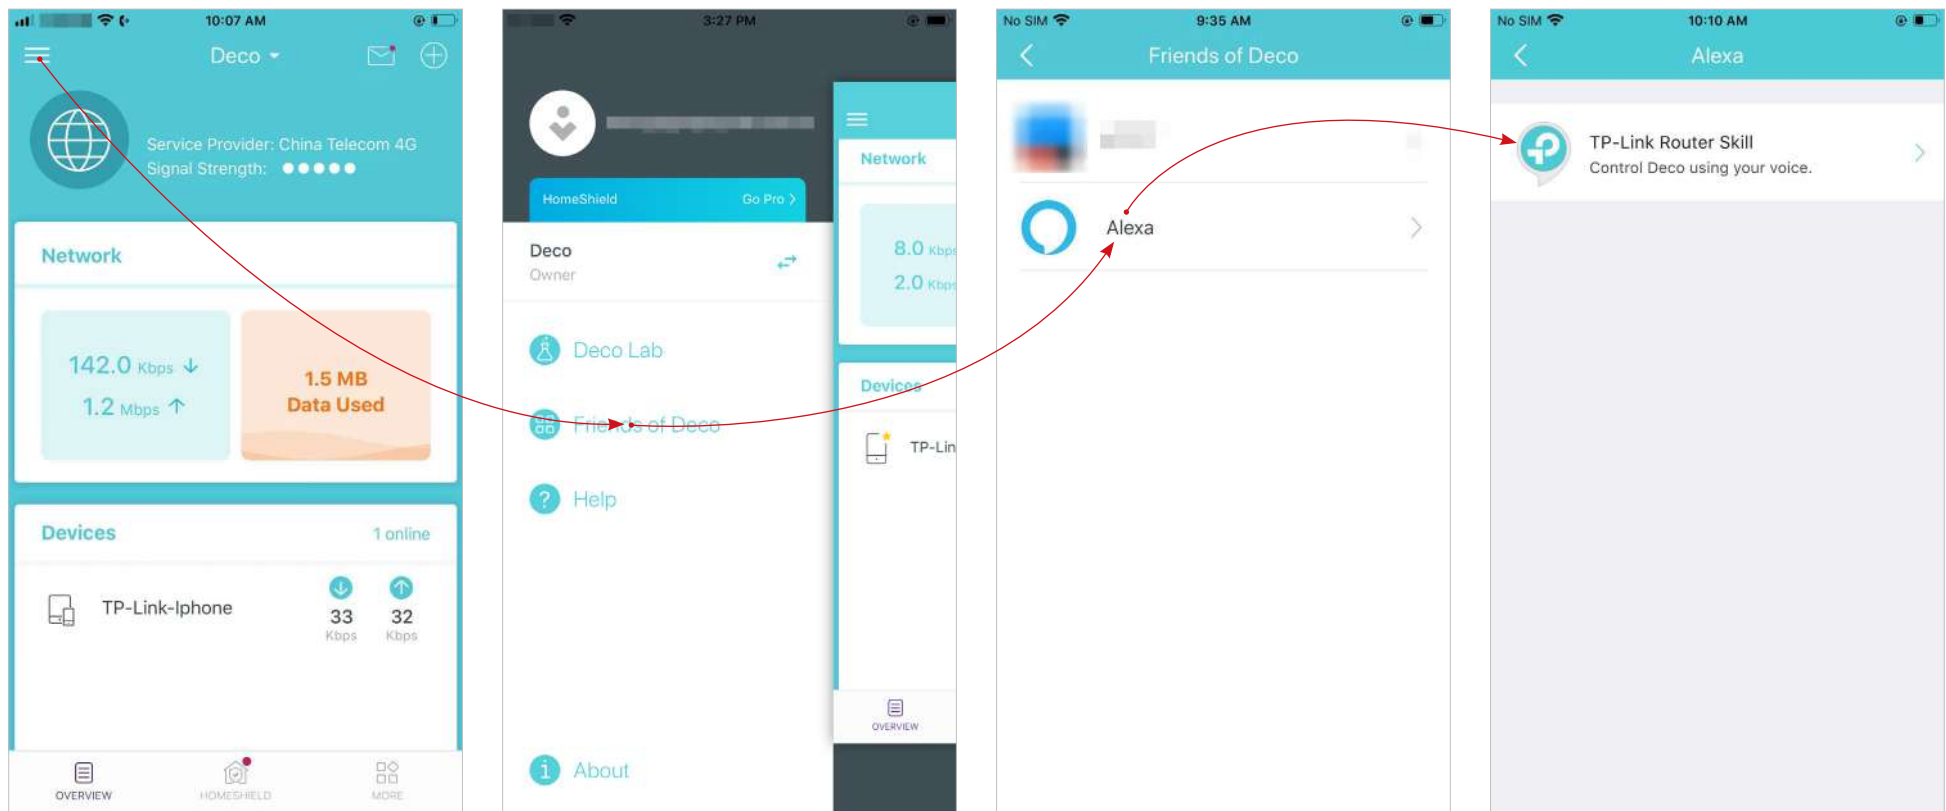 10:07 AM
Deco
Service Provider: China Telecom 4G
Signal Strength:
Network
142.0 Kbps
1.2 Mbps
1.5 MB
Data Used
Devices
1 online
TP-Link-Iphone
33
Kbps
32
Kbps
OVERVIEW
HOMESHIELD
MORE
3:27 PM
HomeShield
Go Pro >
Deco
Owner
Deco Lab
Friends of Deco
Help
About
Network
8.0 Kbps
2.0 Kbps
Devices
TP-Lin
OVERVIEW
No SIM
9:35 AM
Friends of Deco
Alexa
No SIM
10:10 AM
Alexa
TP-Link Router Skill
Control Deco using your voice.